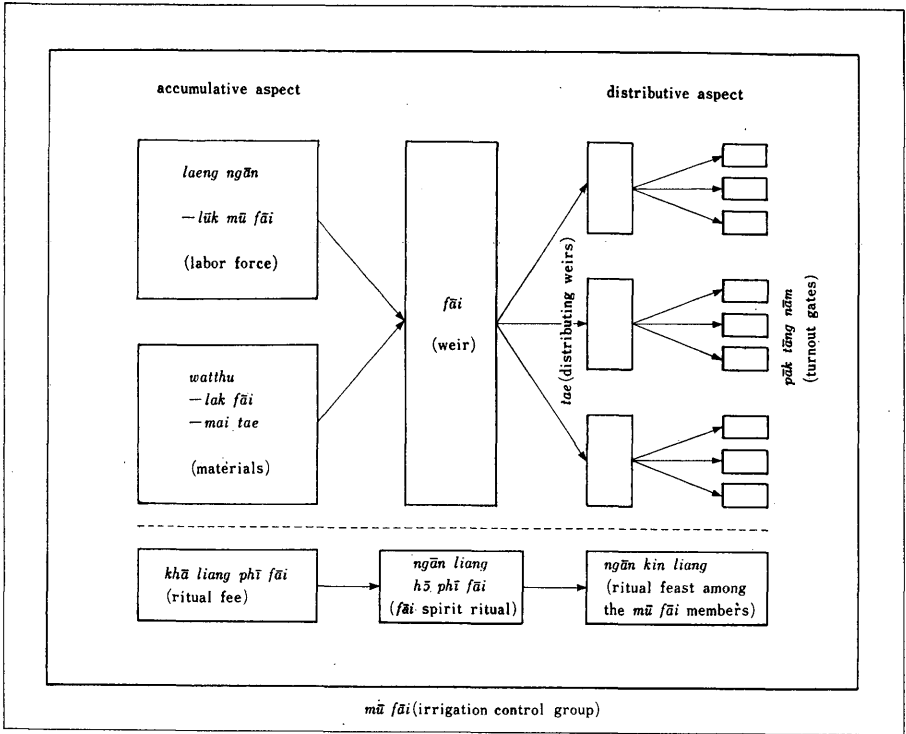 accumulative aspect
distributive aspect
laeng ngān
—lūk mū fāi
(labor force)
watthu
—lak fāi
—mai tae
(materials)
fāi
(weir)
tae (distributing weirs)
pāk tāng nām
(turnout gates)
khā liang phī fāi
(ritual fee)
ngān liang
hɔ̄ phī fāi
(fāi spirit ritual)
ngān kin liang
(ritual feast among
the mū fāi members)
mū fāi (irrigation control group)